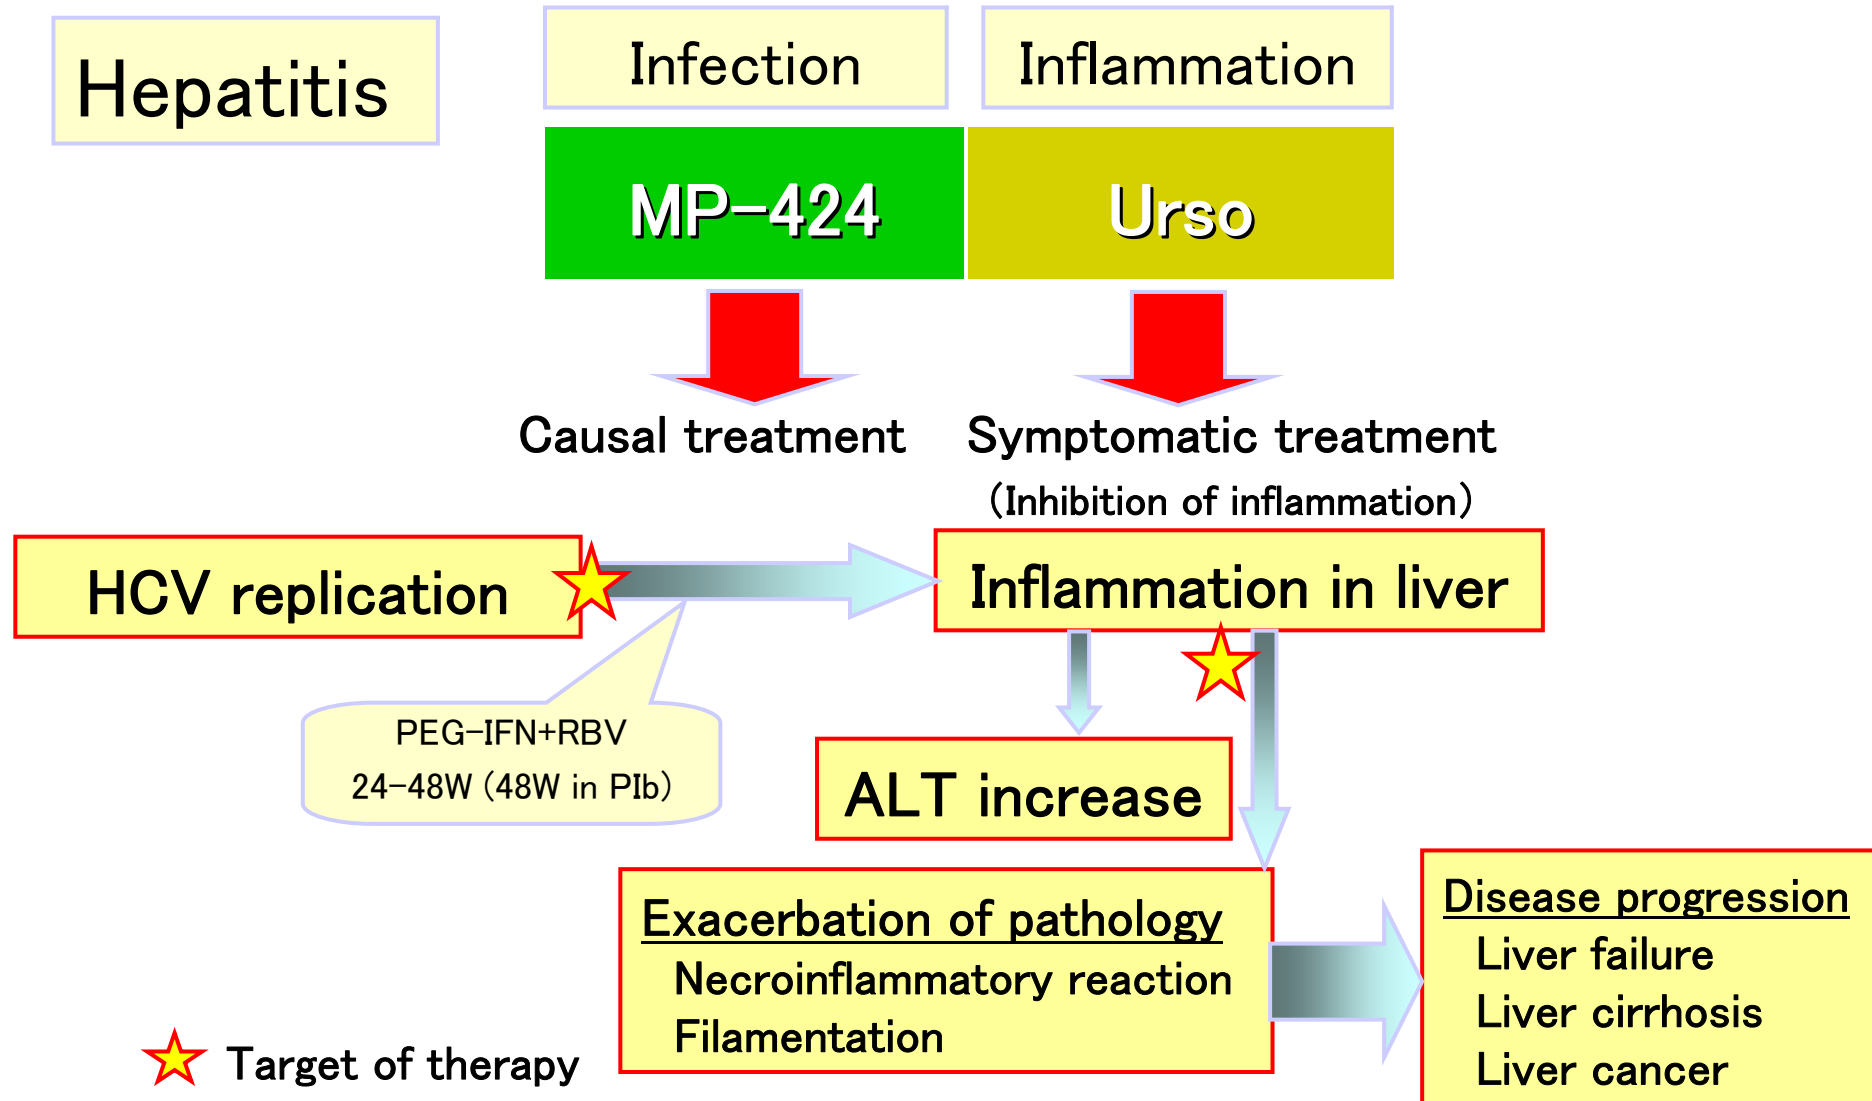 Hepatitis
Infection
Inflammation
MP-424
Urso
Causal treatment
Symptomatic treatment
(Inhibition of inflammation)
HCV replication
Inflammation in liver
PEG-IFN+RBV
24-48W (48W in PIb)
ALT increase
Exacerbation of pathology
Necroinflammatory reaction
Filamentation
Disease progression
Liver failure
Liver cirrhosis
Liver cancer
Target of therapy